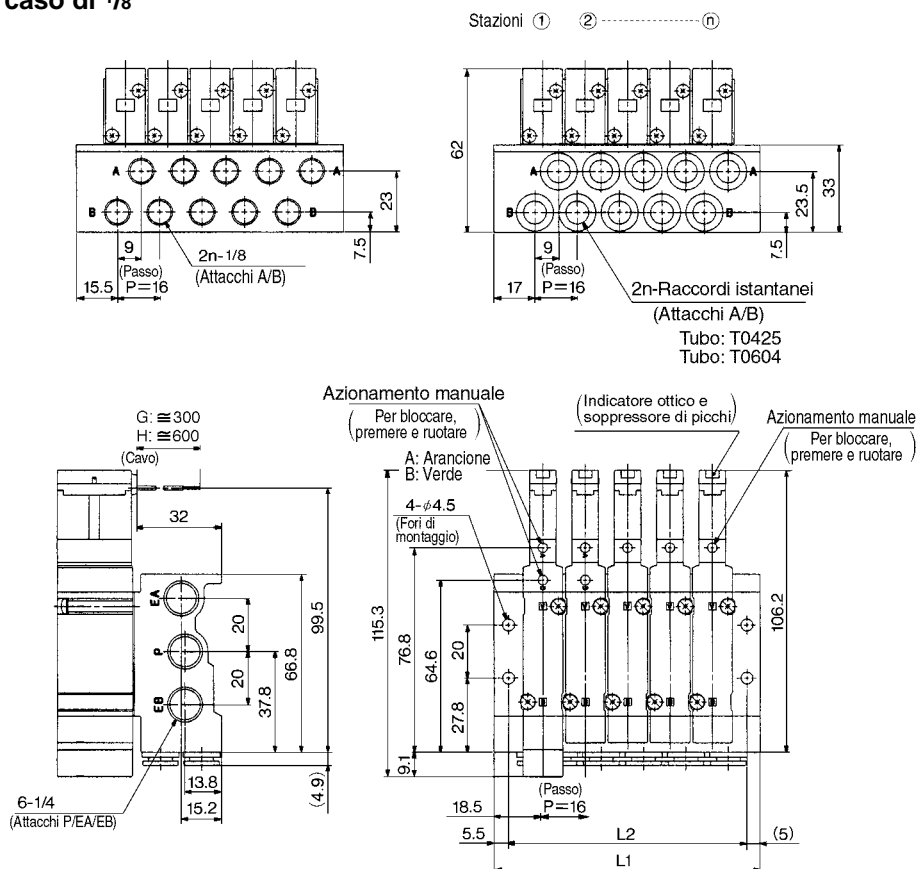 caso di 1/8
Stazioni 1 2 n
A A
B B
9
(Passo)
15.5 P=16
2n-1/8
(Attacchi A/B)
7.5
23
62
A A
B B
9
(Passo)
17 P=16
7.5
23.5
33
2n-Raccordi istantanei
(Attacchi A/B)
Tubo: T0425
Tubo: T0604
G: ≅300
H: ≅600
(Cavo)
32
EA
P
EB
20
20
37.8
66.8
99.5
(4.9)
13.8
15.2
6-1/4
(Attacchi P/EA/EB)
Azionamento manuale
(Per bloccare,
premere e ruotare)
A: Arancione
B: Verde
4-φ4.5
(Fori di
montaggio)
(Indicatore ottico e
soppressore di picchi)
Azionamento manuale
(Per bloccare,
premere e ruotare)
115.3
76.8
64.6
20
27.8
9.1
106.2
(Passo)
18.5 P=16
5.5 L2 (5)
L1